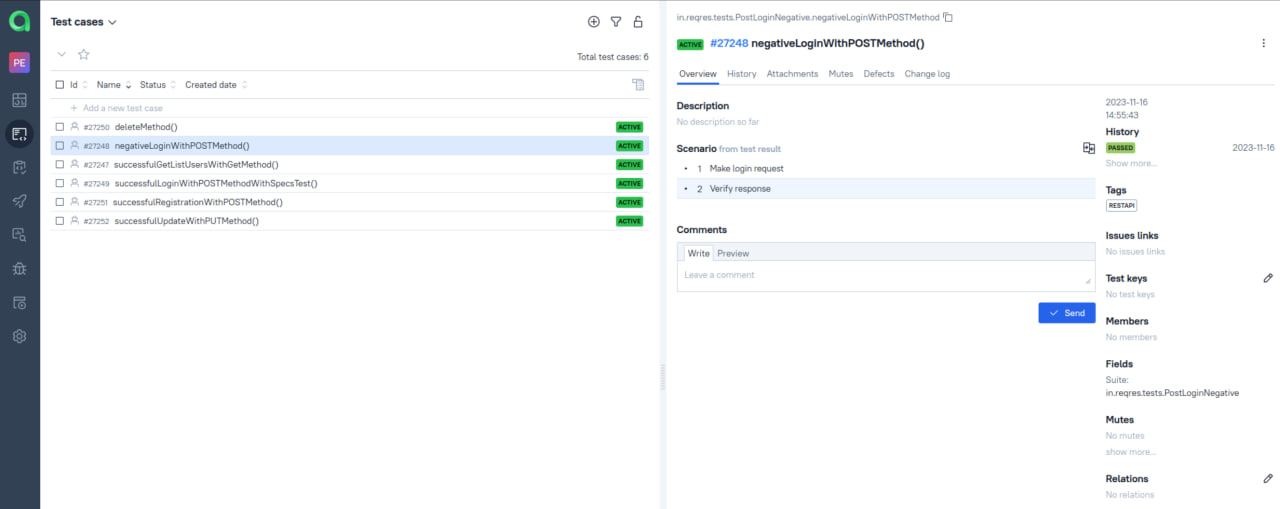 Test cases
PE
Total test cases: 6
Id Name Status Created date
Add a new test case
#27250 deleteMethod() ACTIVE
#27248 negativeLoginWithPOSTMethod() ACTIVE
#27247 successfulGetListUsersWithGetMethod() ACTIVE
#27249 successfulLoginWithPOSTMethodWithSpecsTest() ACTIVE
#27251 successfulRegistrationWithPOSTMethod() ACTIVE
#27252 successfulUpdateWithPUTMethod() ACTIVE
in.reqres.tests.PostLoginNegative.negativeLoginWithPOSTMethod
ACTIVE #27248 negativeLoginWithPOSTMethod()
Overview History Attachments Mutes Defects Change log
Description
No description so far
Scenario from test result
1 Make login request
2 Verify response
Comments
Write Preview
Leave a comment
Send
2023-11-16
14:55:43
History
PASSED 2023-11-16
Show more...
Tags
RESTAPI
Issues links
No issues links
Test keys
No test keys
Members
No members
Fields
Suite:
in.reqres.tests.PostLoginNegative
Mutes
No mutes
show more...
Relations
No relations